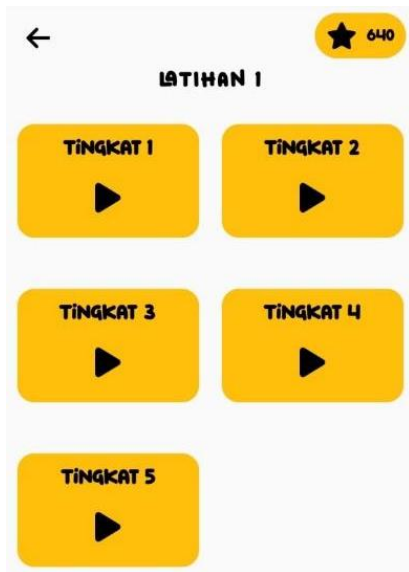 640
LATIHAN 1
TINGKAT 1
TINGKAT 2
TINGKAT 3
TINGKAT 4
TINGKAT 5